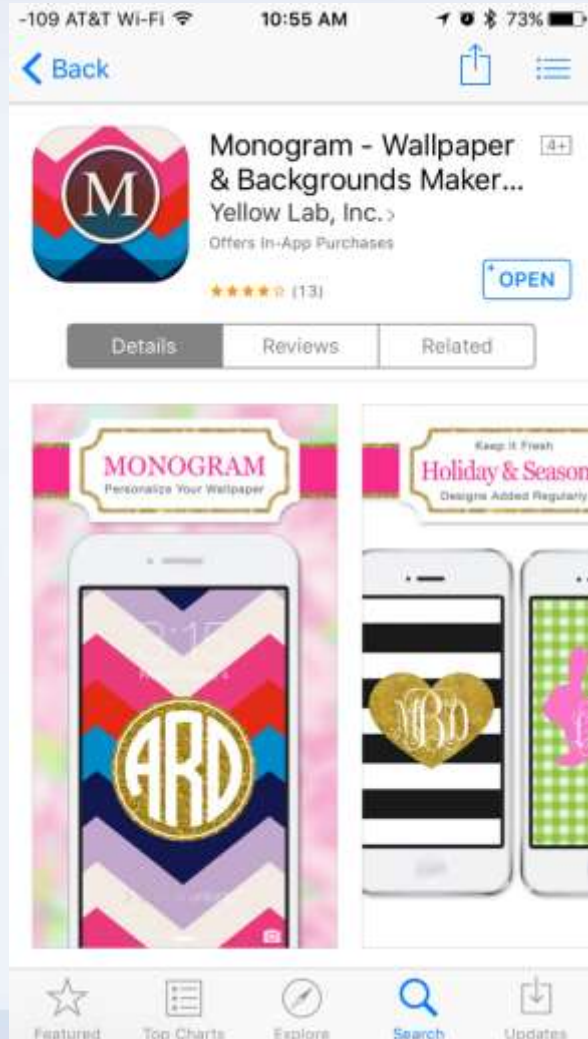 -109 AT&T Wi-Fi 10:55 AM 73%
Back
M
Monogram - Wallpaper 4+
& Backgrounds Maker...
Yellow Lab, Inc.
Offers In-App Purchases
(13)
+ OPEN
Details Reviews Related
MONOGRAM
Personalize Your Wallpaper
ARD
Keep It Fresh
Holiday & Season
Designs Added Regularly
MBD
Featured Top Charts Explore Search Updates